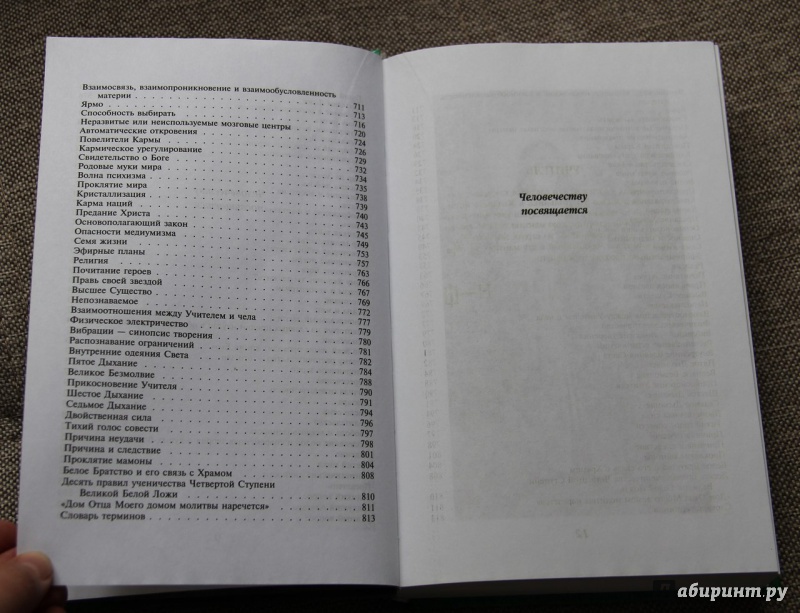 Взаимосвязь, взаимопроникновение и взаимообусловленность
материи . . . 711
Ярмо . . . 713
Способность выбирать . . . 716
Неразвитые или неиспользуемые мозговые центры . . . 720
Автоматические откровения . . . 724
Повелители Кармы . . . 726
Кармическое урегулирование . . . 729
Свидетельство о Боге . . . 732
Родовые муки мира . . . 734
Волна психизма . . . 735
Проклятие мира . . . 738
Кристаллизация . . . 739
Карма наций . . . 740
Предание Христа . . . 743
Основополагающий закон . . . 745
Опасности медиумизма . . . 749
Семя жизни . . . 753
Эфирные планы . . . 757
Религия . . . 763
Почитание героев . . . 766
Правь своей звездой . . . 767
Высшее Существо . . . 769
Непознаваемое . . . 772
Взаимоотношения между Учителем и чела . . . 777
Физическое электричество . . . 779
Вибрации — синопсис творения . . . 780
Распознавание ограничений . . . 781
Внутренние одеяния Света . . . 782
Пятое Дыхание . . . 784
Великое Безмолвие . . . 788
Прикосновение Учителя . . . 790
Шестое Дыхание . . . 791
Седьмое Дыхание . . . 794
Двойственная сила . . . 796
Тихий голос совести . . . 797
Причина неудачи . . . 798
Причина и следствие . . . 801
Проклятие мамоны . . . 804
Белое Братство и его связь с Храмом . . . 808
Десять правил ученичества Четвертой Ступени
Великой Белой Ложи . . . 810
«Дом Отца Моего домом молитвы наречется» . . . 811
Словарь терминов . . . 813
Человечеству
посвящается
абиринт.ру